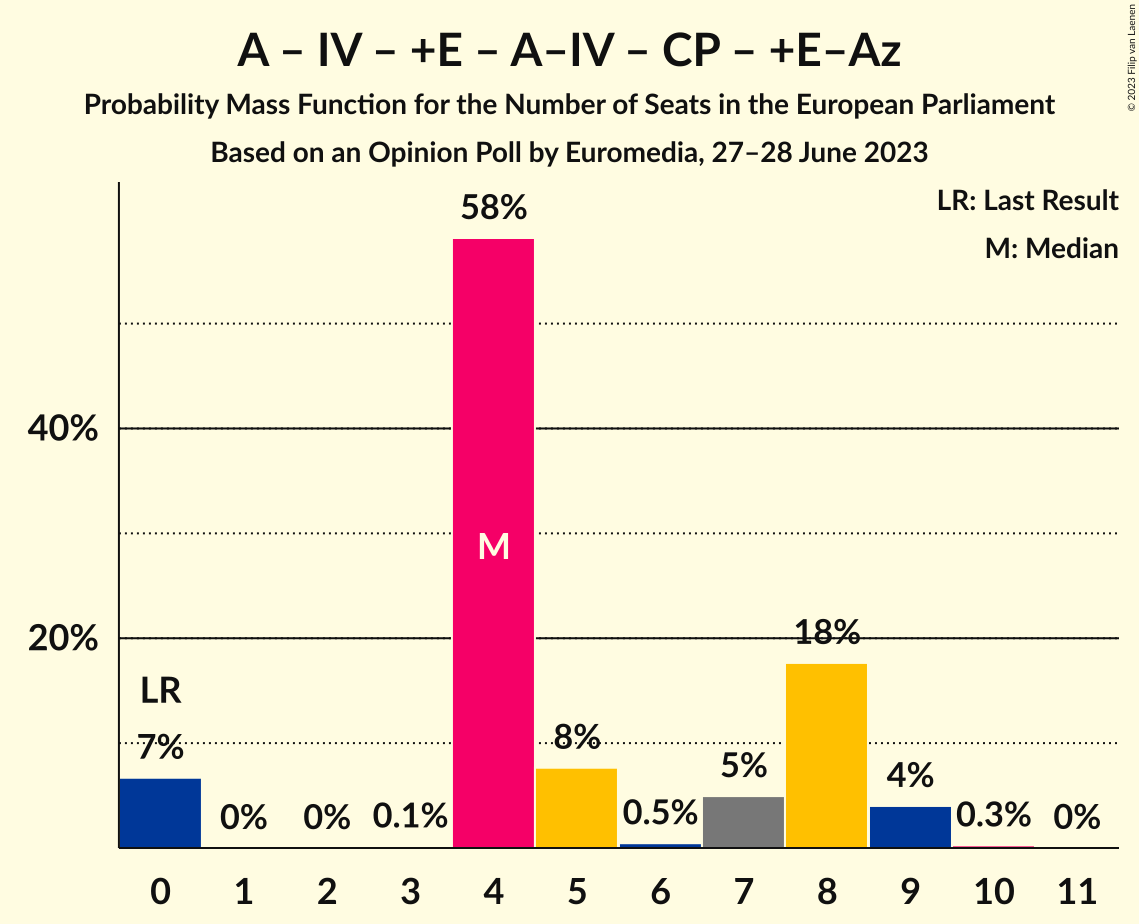 A – IV – +E – A–IV – CP – +E–Az
Probability Mass Function for the Number of Seats in the European Parliament
Based on an Opinion Poll by Euromedia, 27–28 June 2023
© 2023 Filip van Laenen
LR: Last Result
M: Median
58%
40%
M
20%
18%
LR
7%
8%
5%
4%
0%
0%
0.1%
0.5%
0.3%
0%
0 1 2 3 4 5 6 7 8 9 10 11